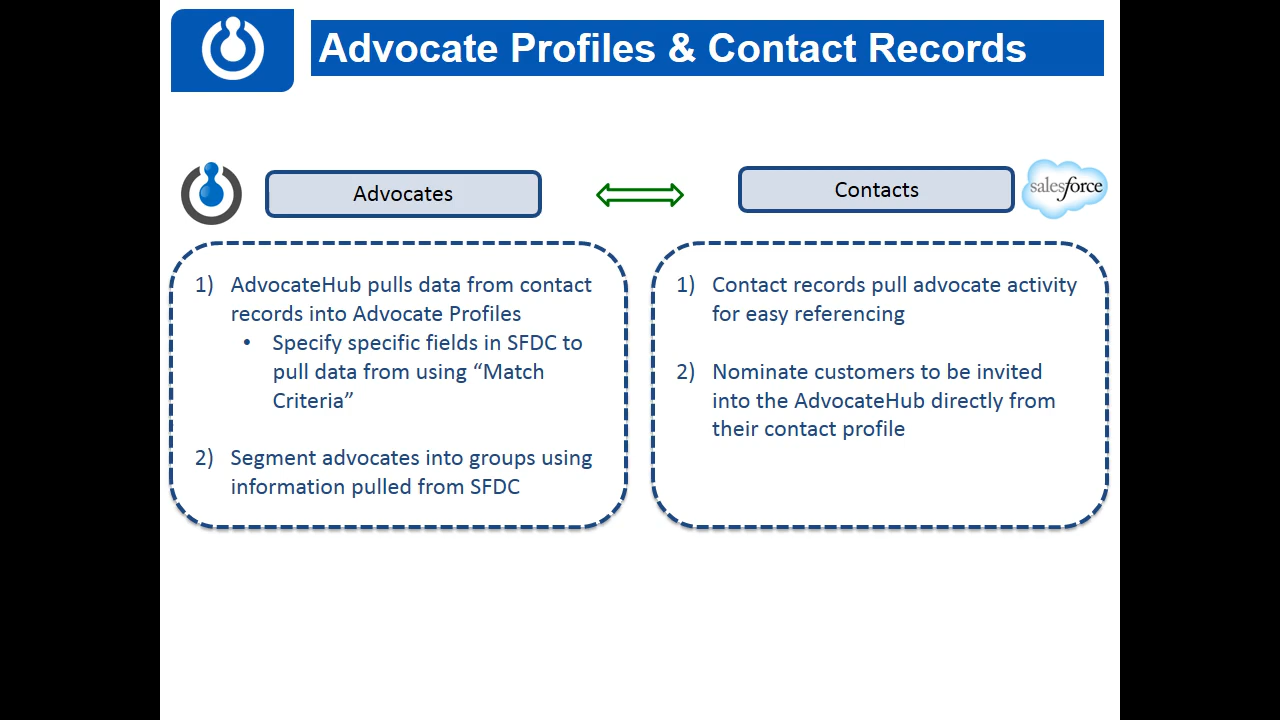 Advocate Profiles & Contact Records
Advocates
Contacts
salesforce
1) AdvocateHub pulls data from contact
records into Advocate Profiles
• Specify specific fields in SFDC to
pull data from using “Match
Criteria”
2) Segment advocates into groups using
information pulled from SFDC
1) Contact records pull advocate activity
for easy referencing
2) Nominate customers to be invited
into the AdvocateHub directly from
their contact profile